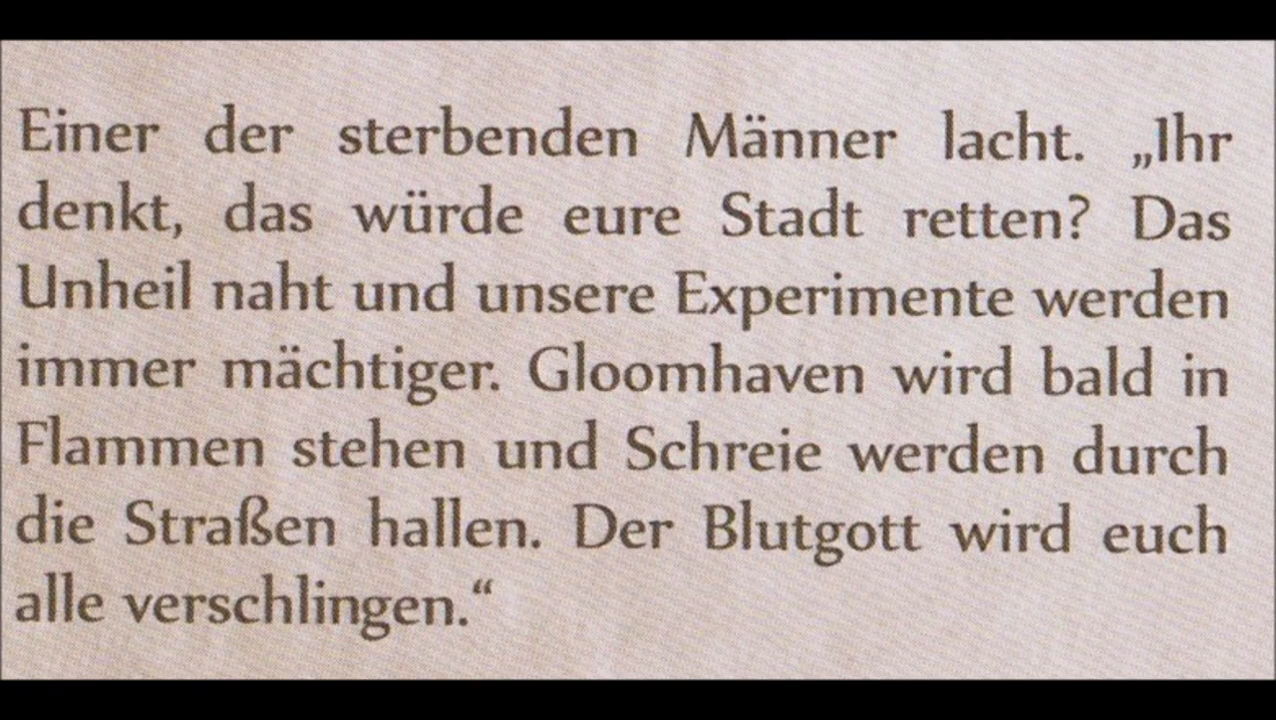 Einer der sterbenden Männer lacht. „Ihr
denkt, das würde eure Stadt retten? Das
Unheil naht und unsere Experimente werden
immer mächtiger. Gloomhaven wird bald in
Flammen stehen und Schreie werden durch
die Straßen hallen. Der Blutgott wird euch
alle verschlingen.“